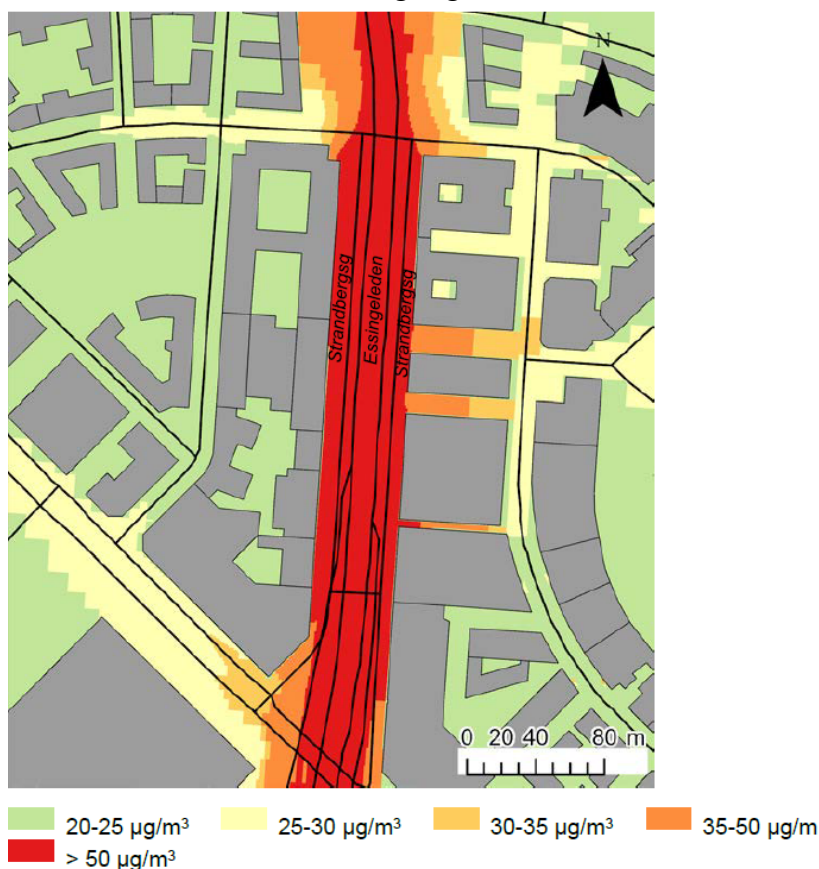 N
Strandbergsg
Essingeleden
Strandbergsg
0 20 40 80 m
20-25 µg/m³ 25-30 µg/m³ 30-35 µg/m³ 35-50 µg/m
> 50 µg/m³